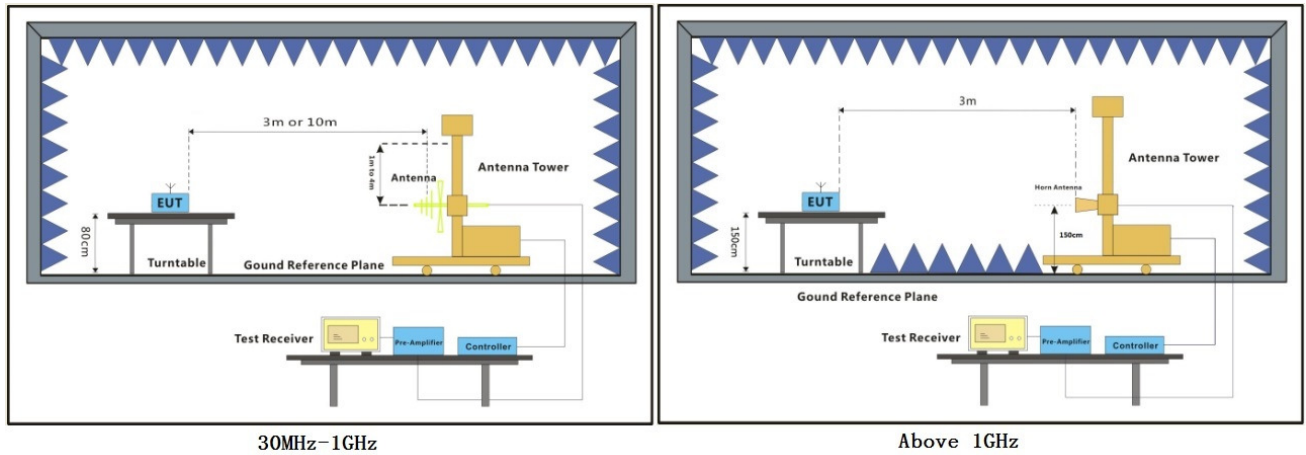 3m or 10m
1m to 4m
Antenna
Antenna Tower
EUT
80cm
Turntable
Gound Reference Plane
Test Receiver
Pre-Amplifier
Controller
30MHz-1GHz
3m
Antenna Tower
Horn Antenna
EUT
150cm
150cm
Turntable
Gound Reference Plane
Test Receiver
Pre-Amplifier
Controller
Above 1GHz